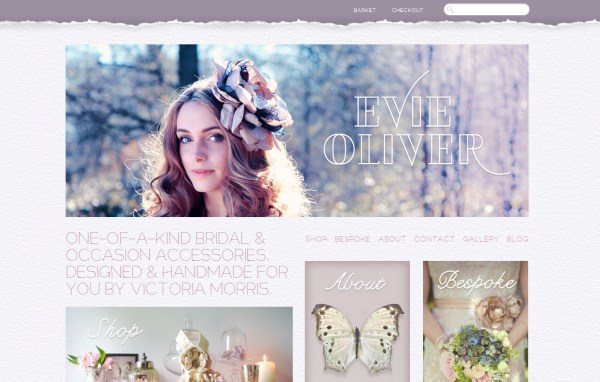 BASKET CHECKOUT
EVIE
OLIVER
SHOP BESPOKE ABOUT CONTACT GALLERY BLOG
ONE-OF-A-KIND BRIDAL &
OCCASION ACCESSORIES.
DESIGNED & HANDMADE FOR
YOU BY VICTORIA MORRIS.
Shop
About
Bespoke